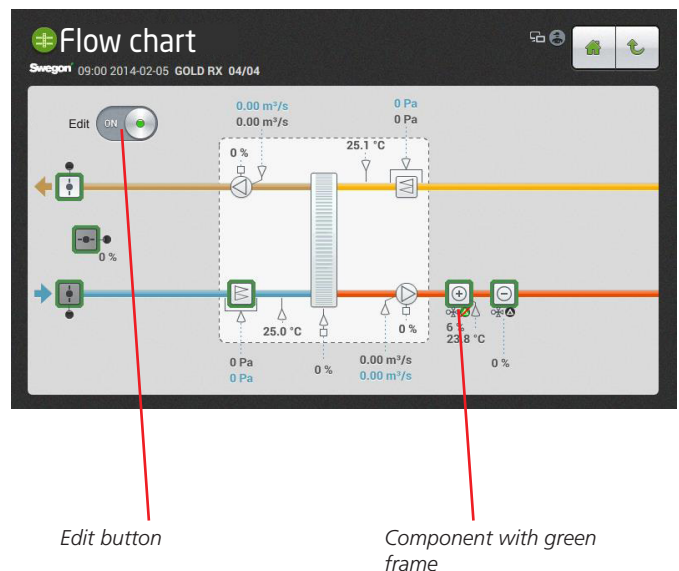 Flow chart
Swegon 09:00 2014-02-05 GOLD RX 04/04
Edit ON
0.00 m³/s
0.00 m³/s
0 Pa
0 Pa
0 %
25.1 °C
0 %
25.0 °C
0 %
6 %
23.8 °C
0 Pa
0 Pa
0 %
0.00 m³/s
0.00 m³/s
0 %
Edit button
Component with green
frame